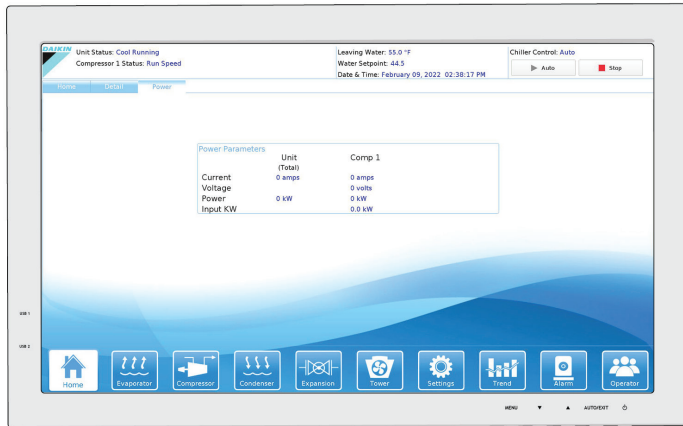 DAIKIN
Unit Status: Cool Running
Compressor 1 Status: Run Speed
Leaving Water: 55.0 °F
Water Setpoint: 44.5
Date & Time: February 09, 2022 02:38:17 PM
Chiller Control: Auto
Auto
Stop
Home Detail Power
Power Parameters
Unit Comp 1
(Total)
Current 0 amps 0 amps
Voltage 0 volts
Power 0 kW 0 kW
Input KW 0.0 kW
USB 1
USB 2
Home Evaporator Compressor Condenser Expansion Tower Settings Trend Alarm Operator
MENU ▼ ▲ AUTO/EXIT